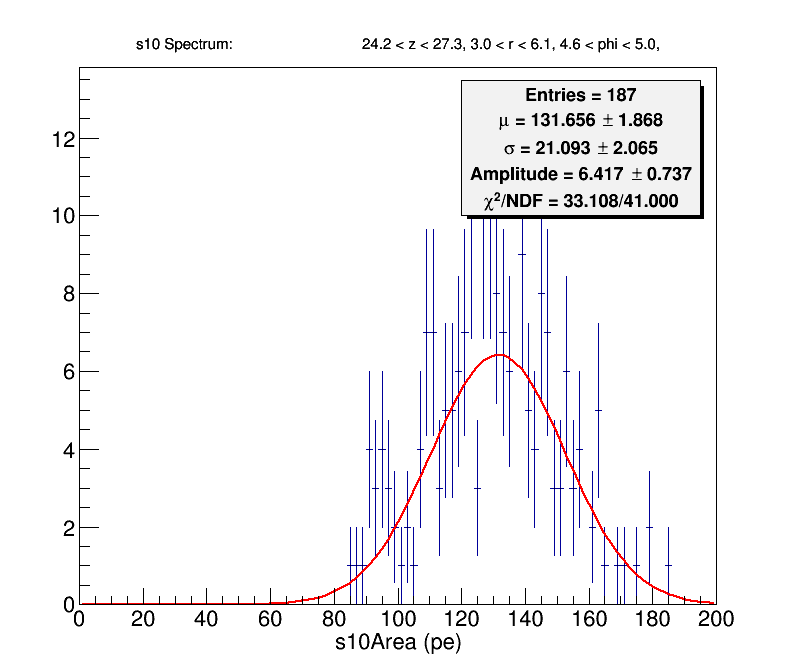 s10 Spectrum: 24.2 < z < 27.3, 3.0 < r < 6.1, 4.6 < phi < 5.0,
Entries = 187
μ = 131.656 ± 1.868
σ = 21.093 ± 2.065
Amplitude = 6.417 ± 0.737
χ²/NDF = 33.108/41.000
12
10
8
6
4
2
0
0 20 40 60 80 100 120 140 160 180 200
s10Area (pe)